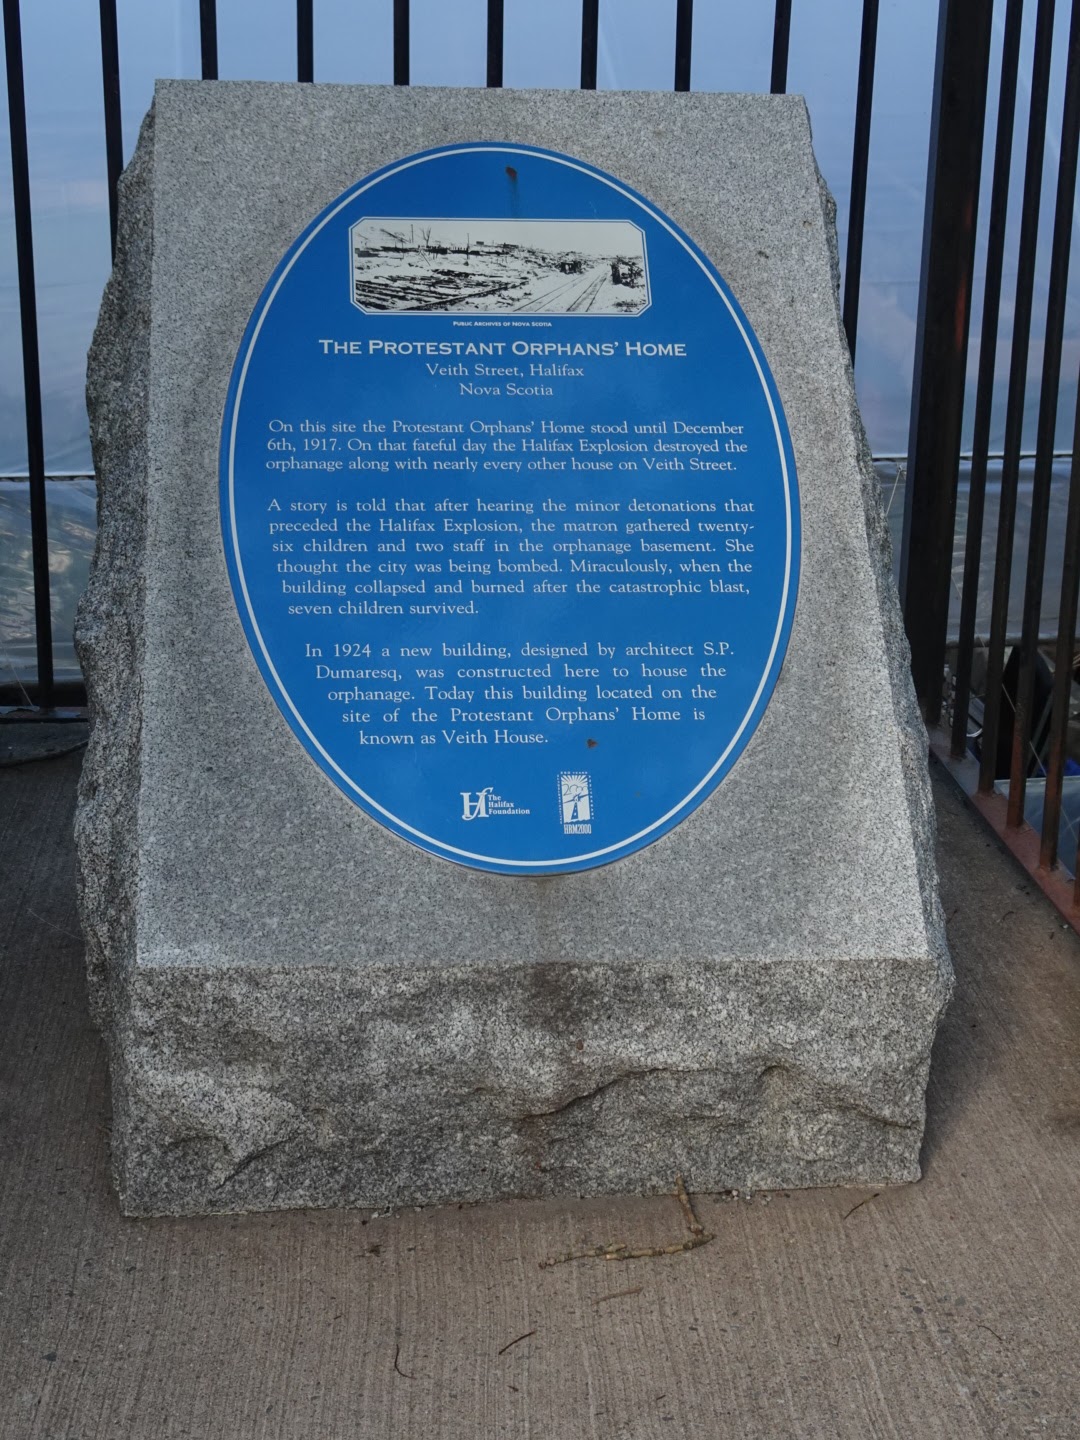 PUBLIC ARCHIVES OF NOVA SCOTIA
THE PROTESTANT ORPHANS' HOME
Veith Street, Halifax
Nova Scotia
On this site the Protestant Orphans' Home stood until December
6th, 1917. On that fateful day the Halifax Explosion destroyed the
orphanage along with nearly every other house on Veith Street.
A story is told that after hearing the minor detonations that
preceded the Halifax Explosion, the matron gathered twenty-
six children and two staff in the orphanage basement. She
thought the city was being bombed. Miraculously, when the
building collapsed and burned after the catastrophic blast,
seven children survived.
In 1924 a new building, designed by architect S.P.
Dumaresq, was constructed here to house the
orphanage. Today this building located on the
site of the Protestant Orphans' Home is
known as Veith House.
Hf
The
Halifax
Foundation
HRM2000